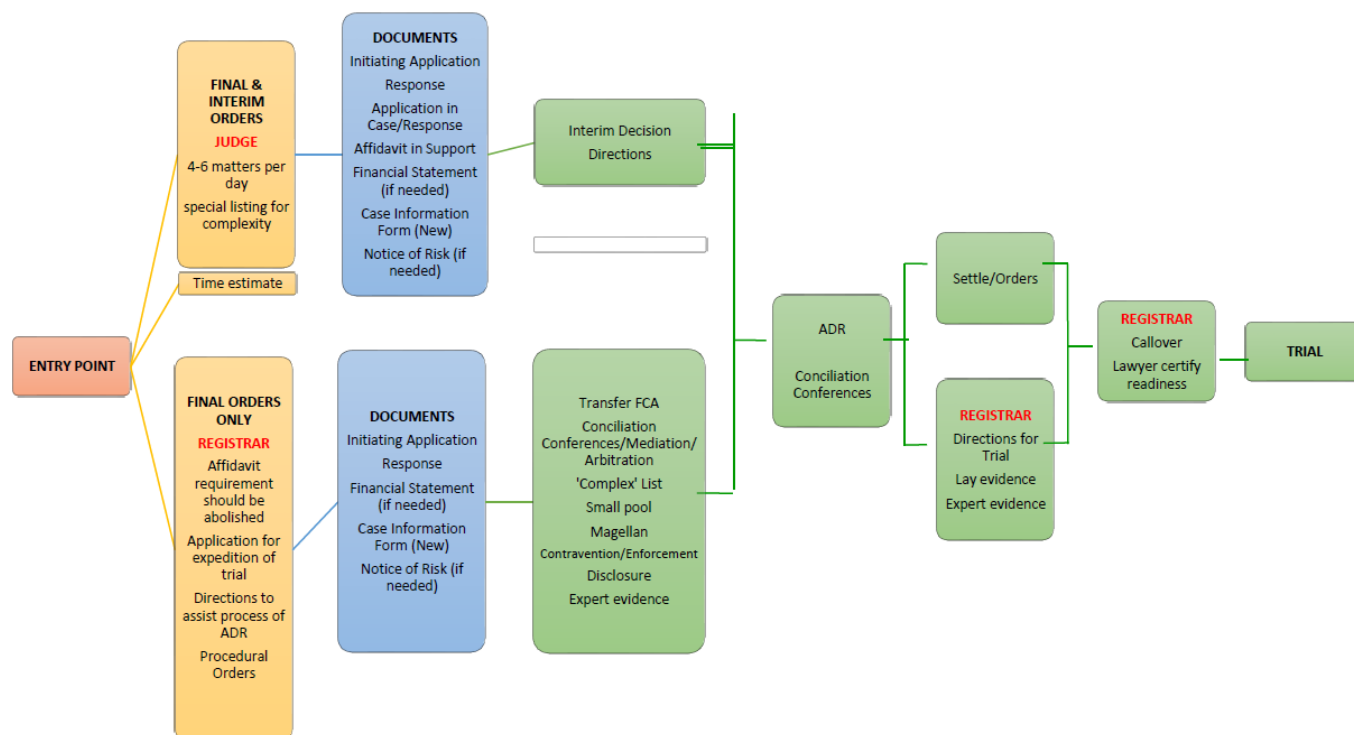 ENTRY POINT
FINAL &
INTERIM
ORDERS
JUDGE
4-6 matters per
day
special listing for
complexity
Time estimate
FINAL ORDERS
ONLY
REGISTRAR
Affidavit
requirement
should be
abolished
Application for
expedition of
trial
Directions to
assist process of
ADR
Procedural
Orders
DOCUMENTS
Initiating Application
Response
Application in
Case/Response
Affidavit in Support
Financial Statement
(if needed)
Case Information
Form (New)
Notice of Risk (if
needed)
DOCUMENTS
Initiating Application
Response
Financial Statement
(if needed)
Case Information
Form (New)
Notice of Risk (if
needed)
Interim Decision
Directions
Transfer FCA
Conciliation
Conferences/Mediation/
Arbitration
'Complex' List
Small pool
Magellan
Contravention/Enforcement
Disclosure
Expert evidence
ADR
Conciliation
Conferences
Settle/Orders
REGISTRAR
Directions for
Trial
Lay evidence
Expert evidence
REGISTRAR
Callover
Lawyer certify
readiness
TRIAL